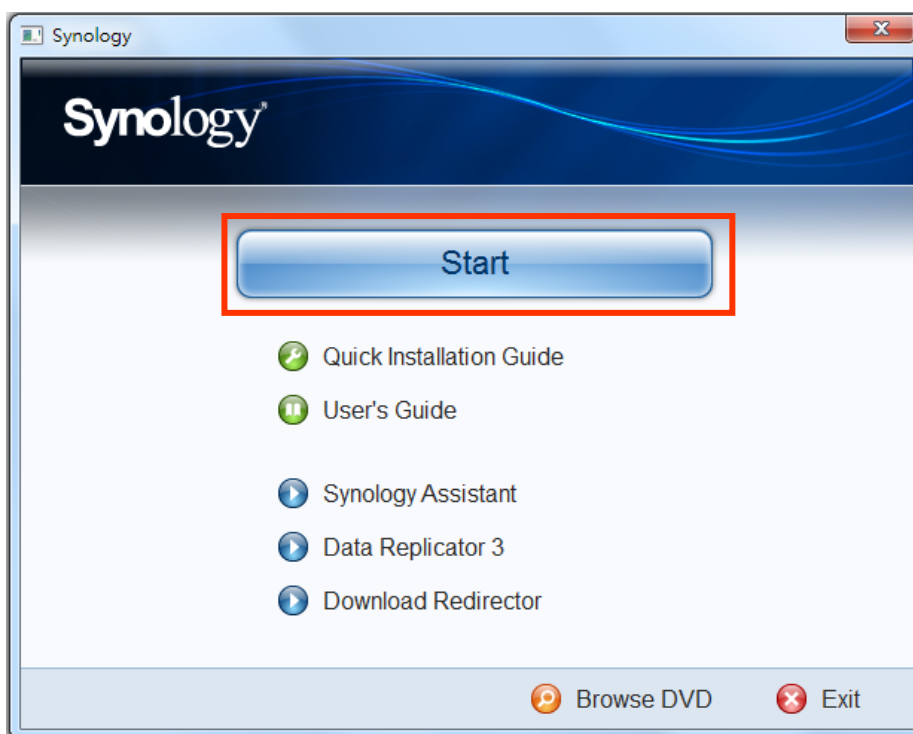 Synology
Synology
Start
Quick Installation Guide
User's Guide
Synology Assistant
Data Replicator 3
Download Redirector
Browse DVD
Exit